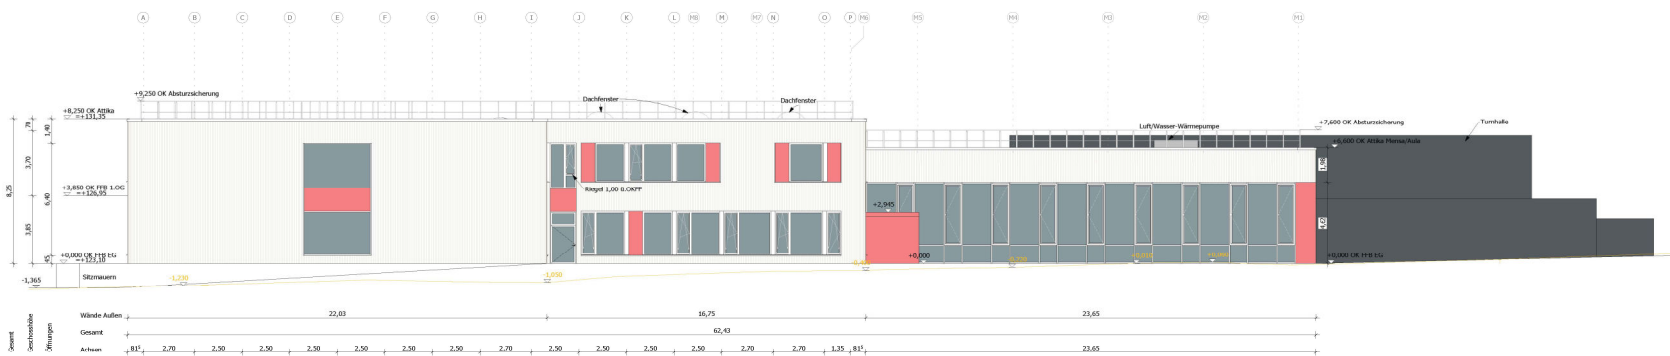 A B C D E F G H I J K L M8 M M7 N O P M6 M5 M4 M3 M2 M1
+9,250 OK Absturzsicherung
Dachfenster
Dachfenster
+8,250 OK Attika
=+131,35
Luft/Wasser-Wärmepumpe
+7,600 OK Absturzsicherung
Turnhalle
+6,600 OK Attika Mensa/Aula
70
1,40
3,70
1,98
8,25
+3,850 OK FFB 1.OG
=+126,95
6,40
Riegel 1,00 ü.OKFF
+2,945
3,85
+0,000 OK FFB EG
=+123,10
45
+0,000
+0,000 OK FFB EG
Sitzmauern
-1,365
-1,230
-1,050
Wände Außen
22,03
16,75
23,65
Gesamt
62,43
Achsen
81⁵ 2,70 2,50 2,50 2,50 2,50 2,50 2,50 2,70 2,50 2,50 2,50 2,50 2,70 2,70 1,35 81⁵ 23,65
Gesamt
Geschosshöhe
Öffnungen